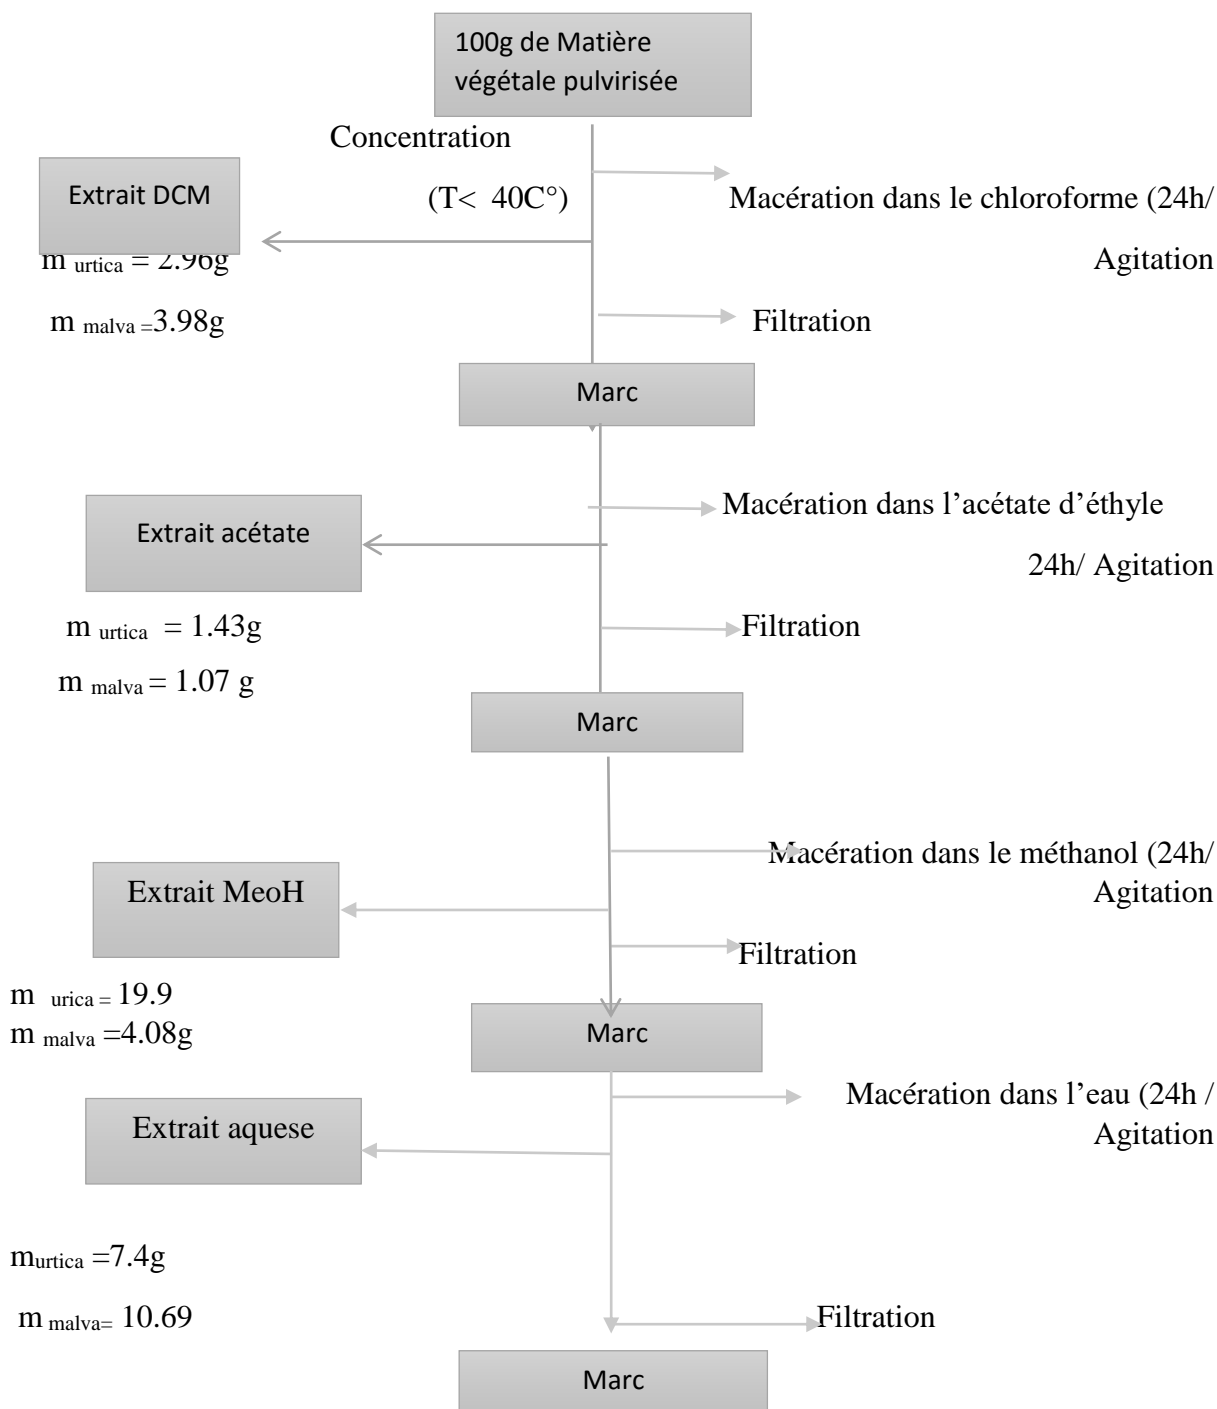 100g de Matière
végétale pulvirisée
Concentration
Extrait DCM
(T< 40C°)
Macération dans le chloroforme (24h/
Agitation
m urtica = 2.96g
m malva =3.98g
Filtration
Marc
Macération dans l’acétate d’éthyle
Extrait acétate
24h/ Agitation
m urtica = 1.43g
Filtration
m malva = 1.07 g
Marc
Macération dans le méthanol (24h/
Agitation
Extrait MeoH
Filtration
m urica = 19.9
m malva =4.08g
Marc
Macération dans l’eau (24h /
Agitation
Extrait aquese
murtica =7.4g
m malva= 10.69
Filtration
Marc